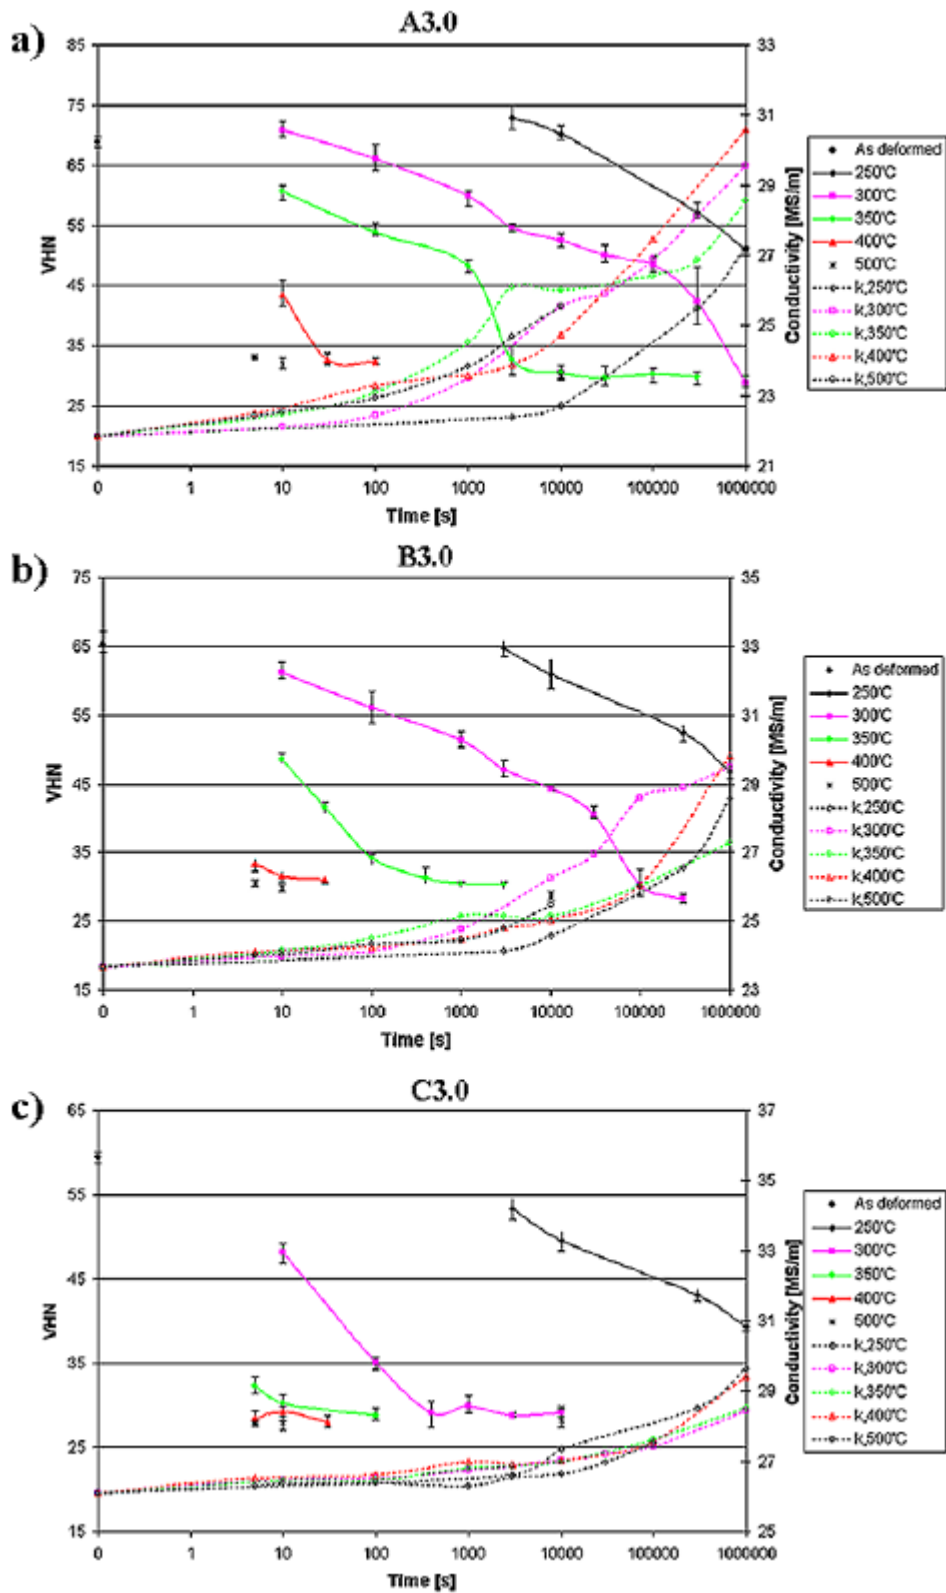 a)
A3.0
85
75
65
55
45
35
25
15
VHN
33
31
29
27
25
23
21
Conductivity [MS/m]
0 1 10 100 1000 10000 100000 1000000
Time [s]
As deformed
250°C
300°C
350°C
400°C
500°C
k,250°C
k,300°C
k,350°C
k,400°C
k,500°C
b)
B3.0
75
65
55
45
35
25
15
VHN
35
33
31
29
27
25
23
Conductivity [MS/m]
0 1 10 100 1000 10000 100000 1000000
Time [s]
As deformed
250°C
300°C
350°C
400°C
500°C
k,250°C
k,300°C
k,350°C
k,400°C
k,500°C
c)
C3.0
65
55
45
35
25
15
VHN
37
35
33
31
29
27
25
Conductivity [MS/m]
0 1 10 100 1000 10000 100000 1000000
Time [s]
As deformed
250°C
300°C
350°C
400°C
500°C
k,250°C
k,300°C
k,350°C
k,400°C
k,500°C